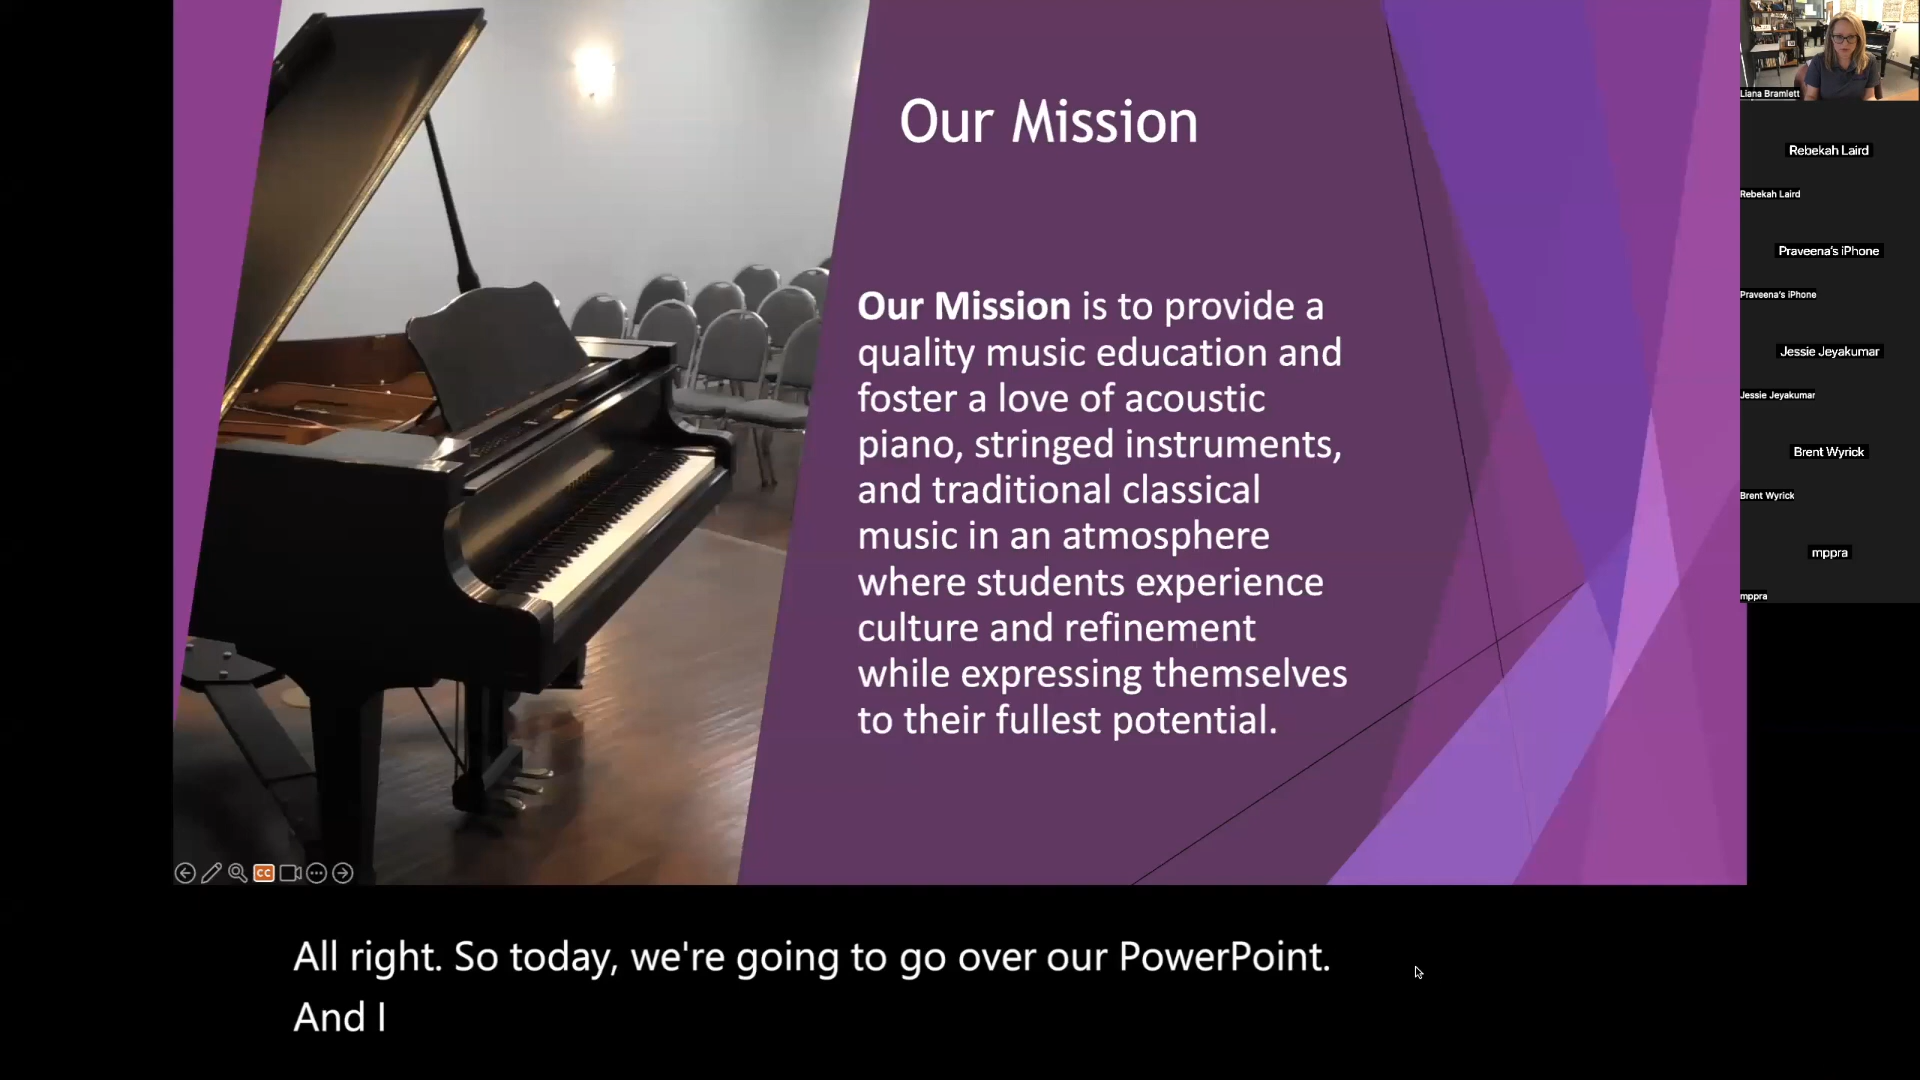 Our Mission
Our Mission is to provide a
quality music education and
foster a love of acoustic
piano, stringed instruments,
and traditional classical
music in an atmosphere
where students experience
culture and refinement
while expressing themselves
to their fullest potential.
CC
All right. So today, we're going to go over our PowerPoint.
And I
Liana Bramlett
Rebekah Laird
Rebekah Laird
Praveena's iPhone
Praveena's iPhone
Jessie Jeyakumar
Jessie Jeyakumar
Brent Wyrick
Brent Wyrick
mppra
mppra